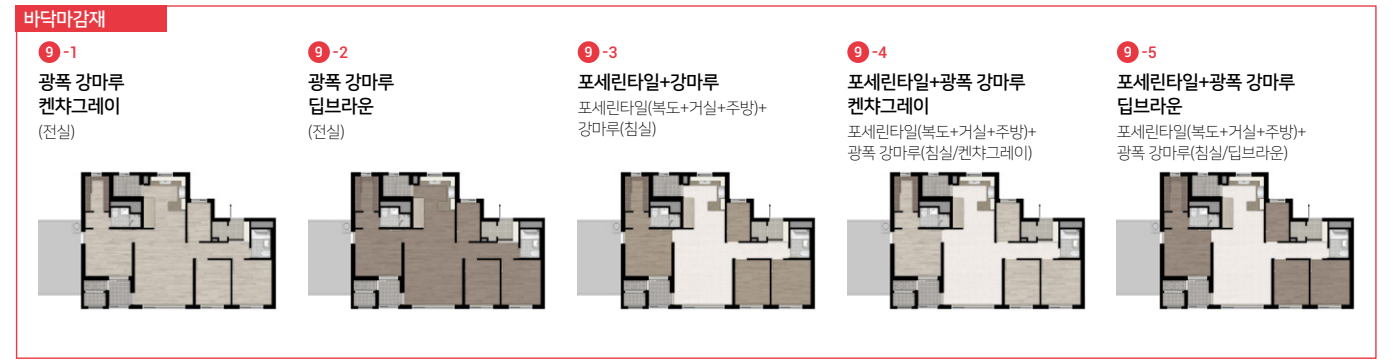 바닥마감재
9 -1
광폭 강마루
켄챠그레이
(전실)
9 -2
광폭 강마루
딥브라운
(전실)
9 -3
포세린타일+강마루
포세린타일(복도+거실+주방)+
강마루(침실)
9 -4
포세린타일+광폭 강마루
켄챠그레이
포세린타일(복도+거실+주방)+
광폭 강마루(침실/켄챠그레이)
9 -5
포세린타일+광폭 강마루
딥브라운
포세린타일(복도+거실+주방)+
광폭 강마루(침실/딥브라운)